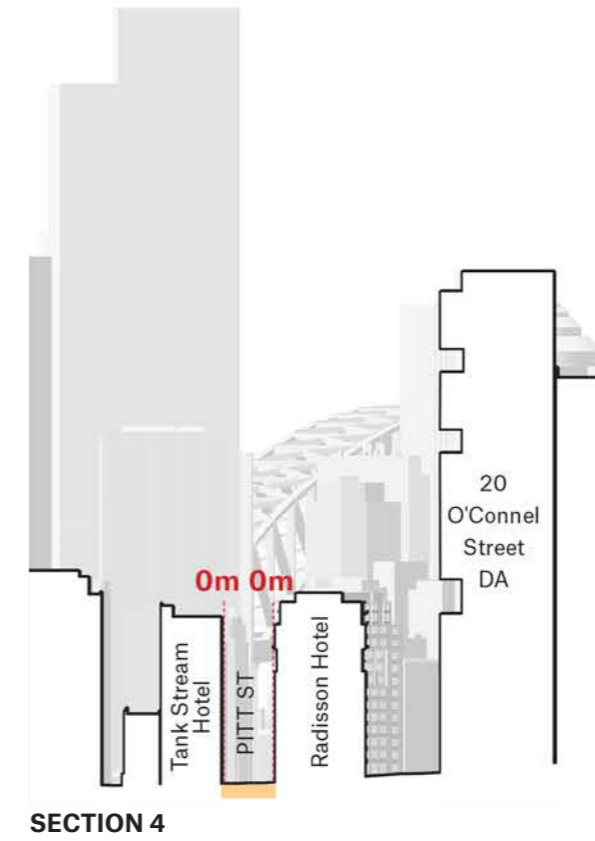 0m 0m
Tank Stream
Hotel
PITT ST
Radisson Hotel
20
O'Connel
Street
DA
SECTION 4